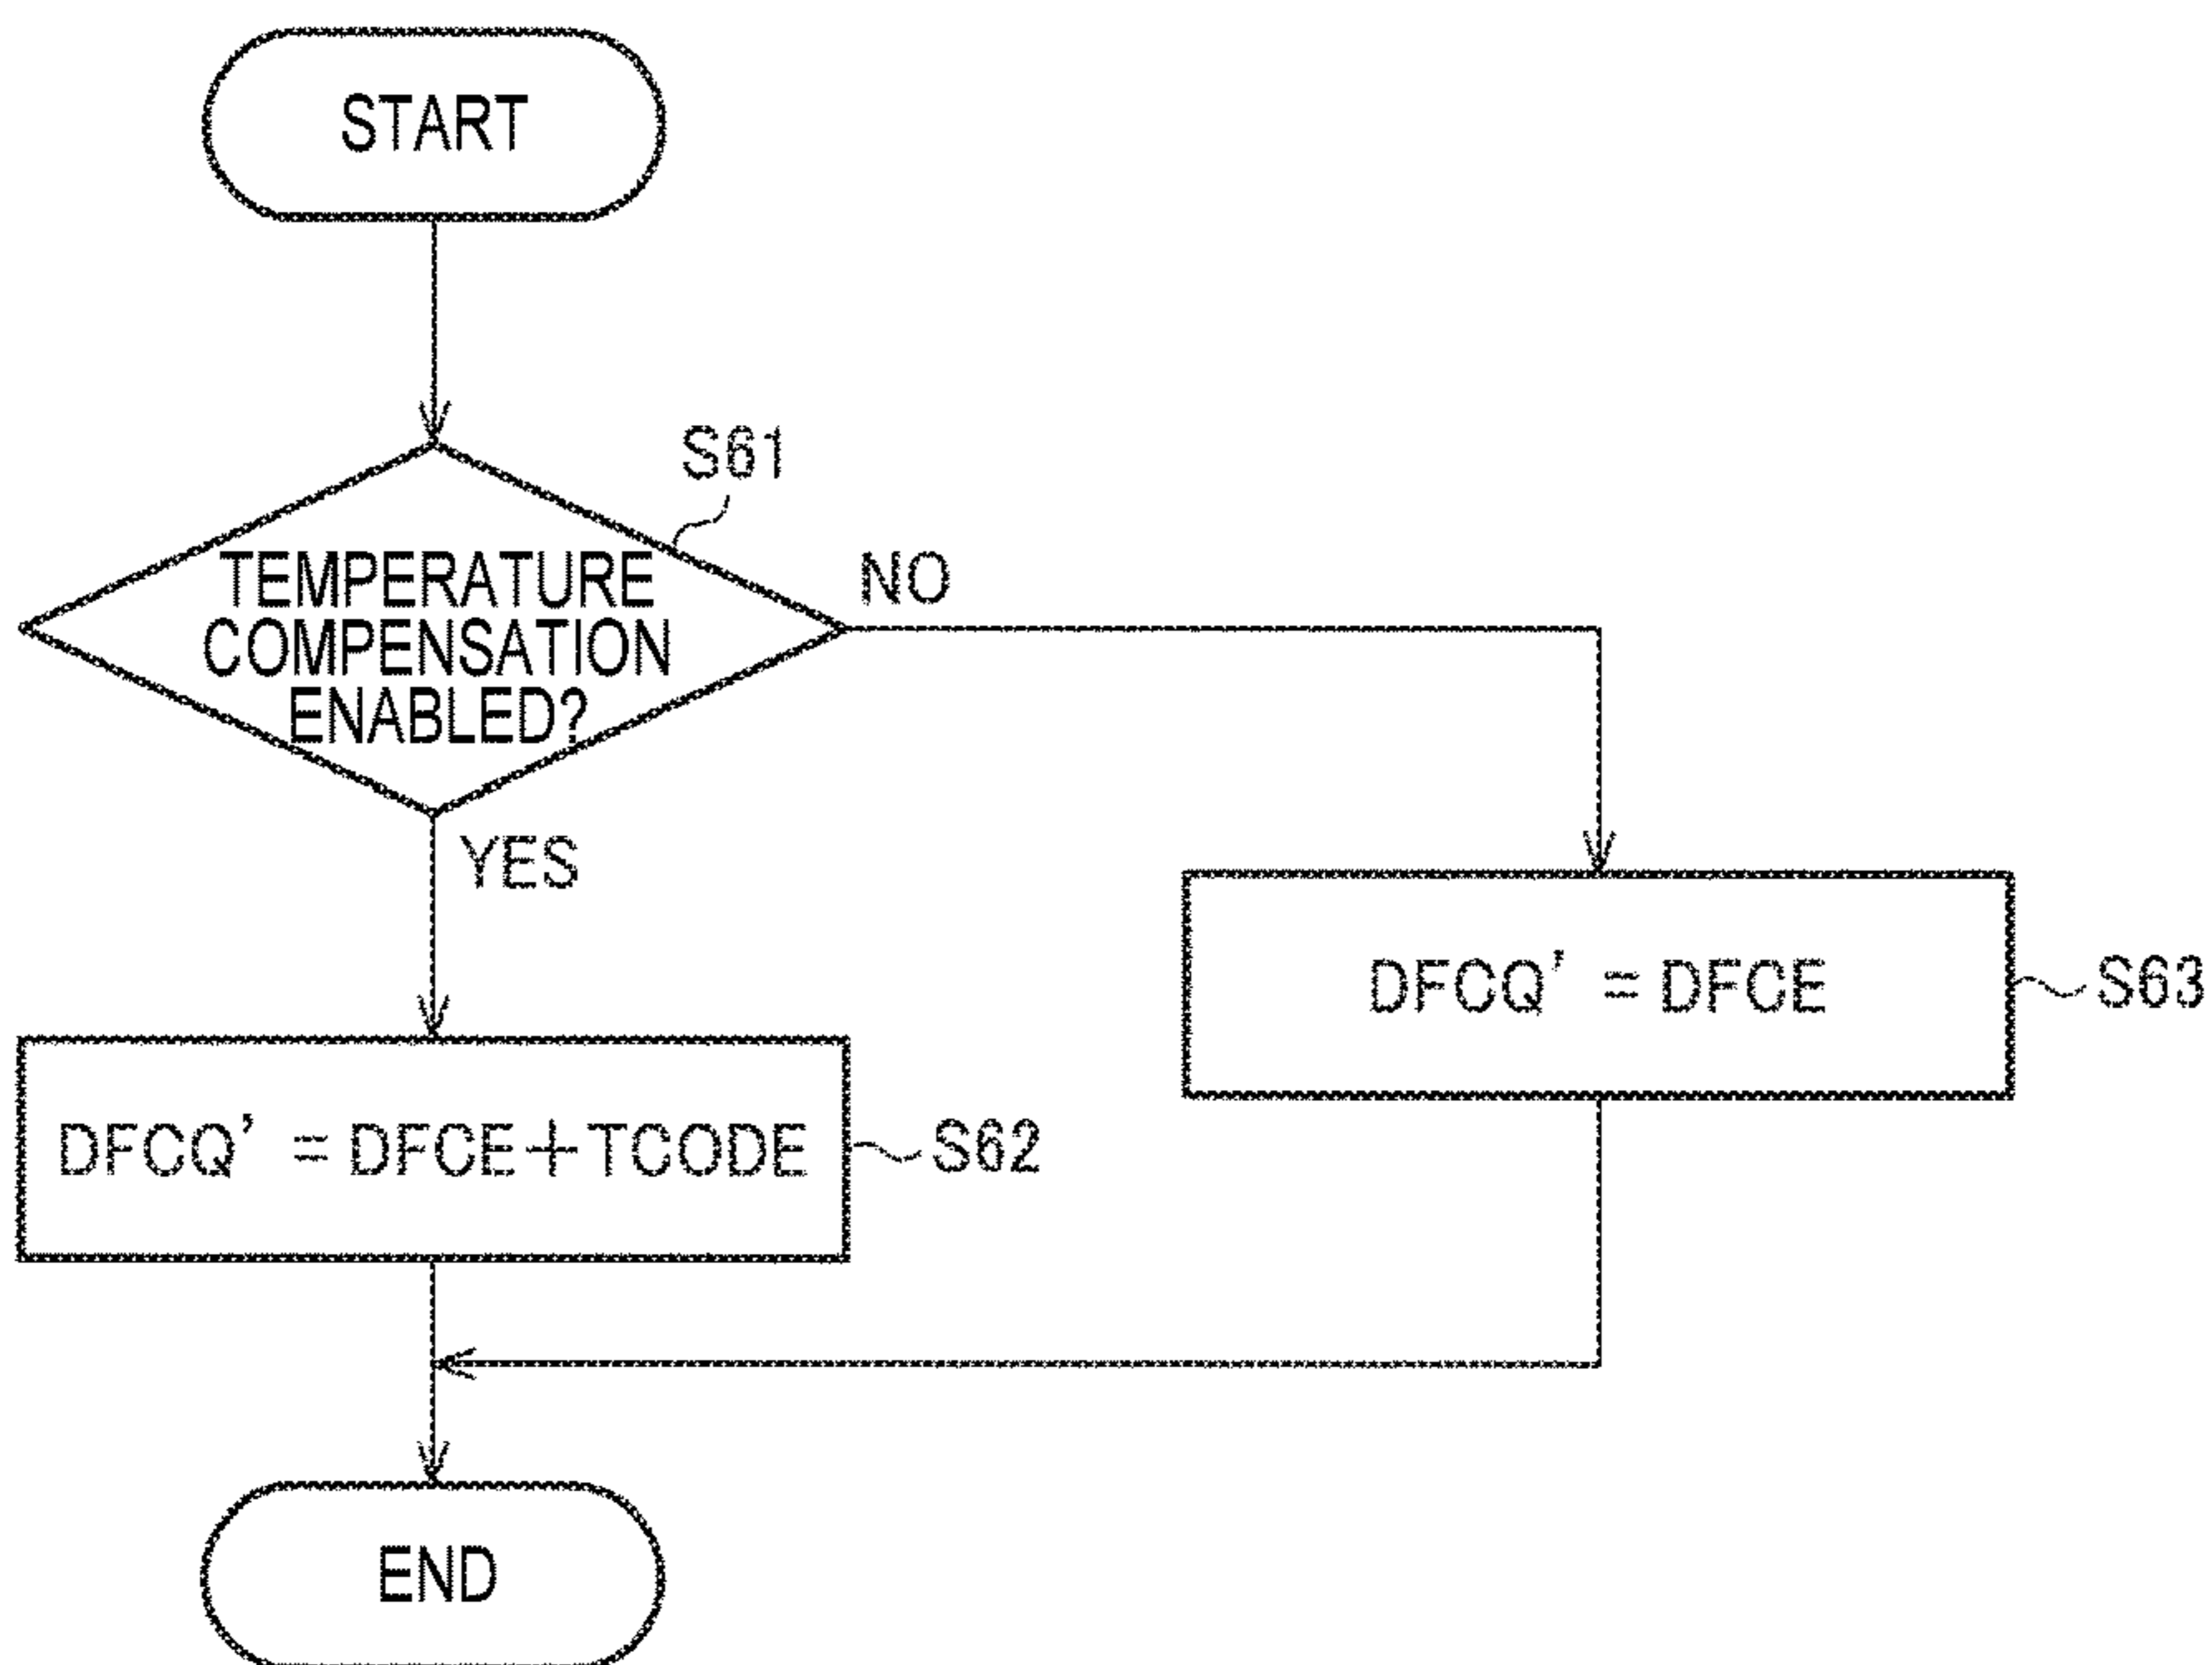 START
S61
TEMPERATURE
COMPENSATION
ENABLED?
NO
YES
DFCQ' = DFCE
S63
DFCQ' = DFCE+TCODE
S62
END